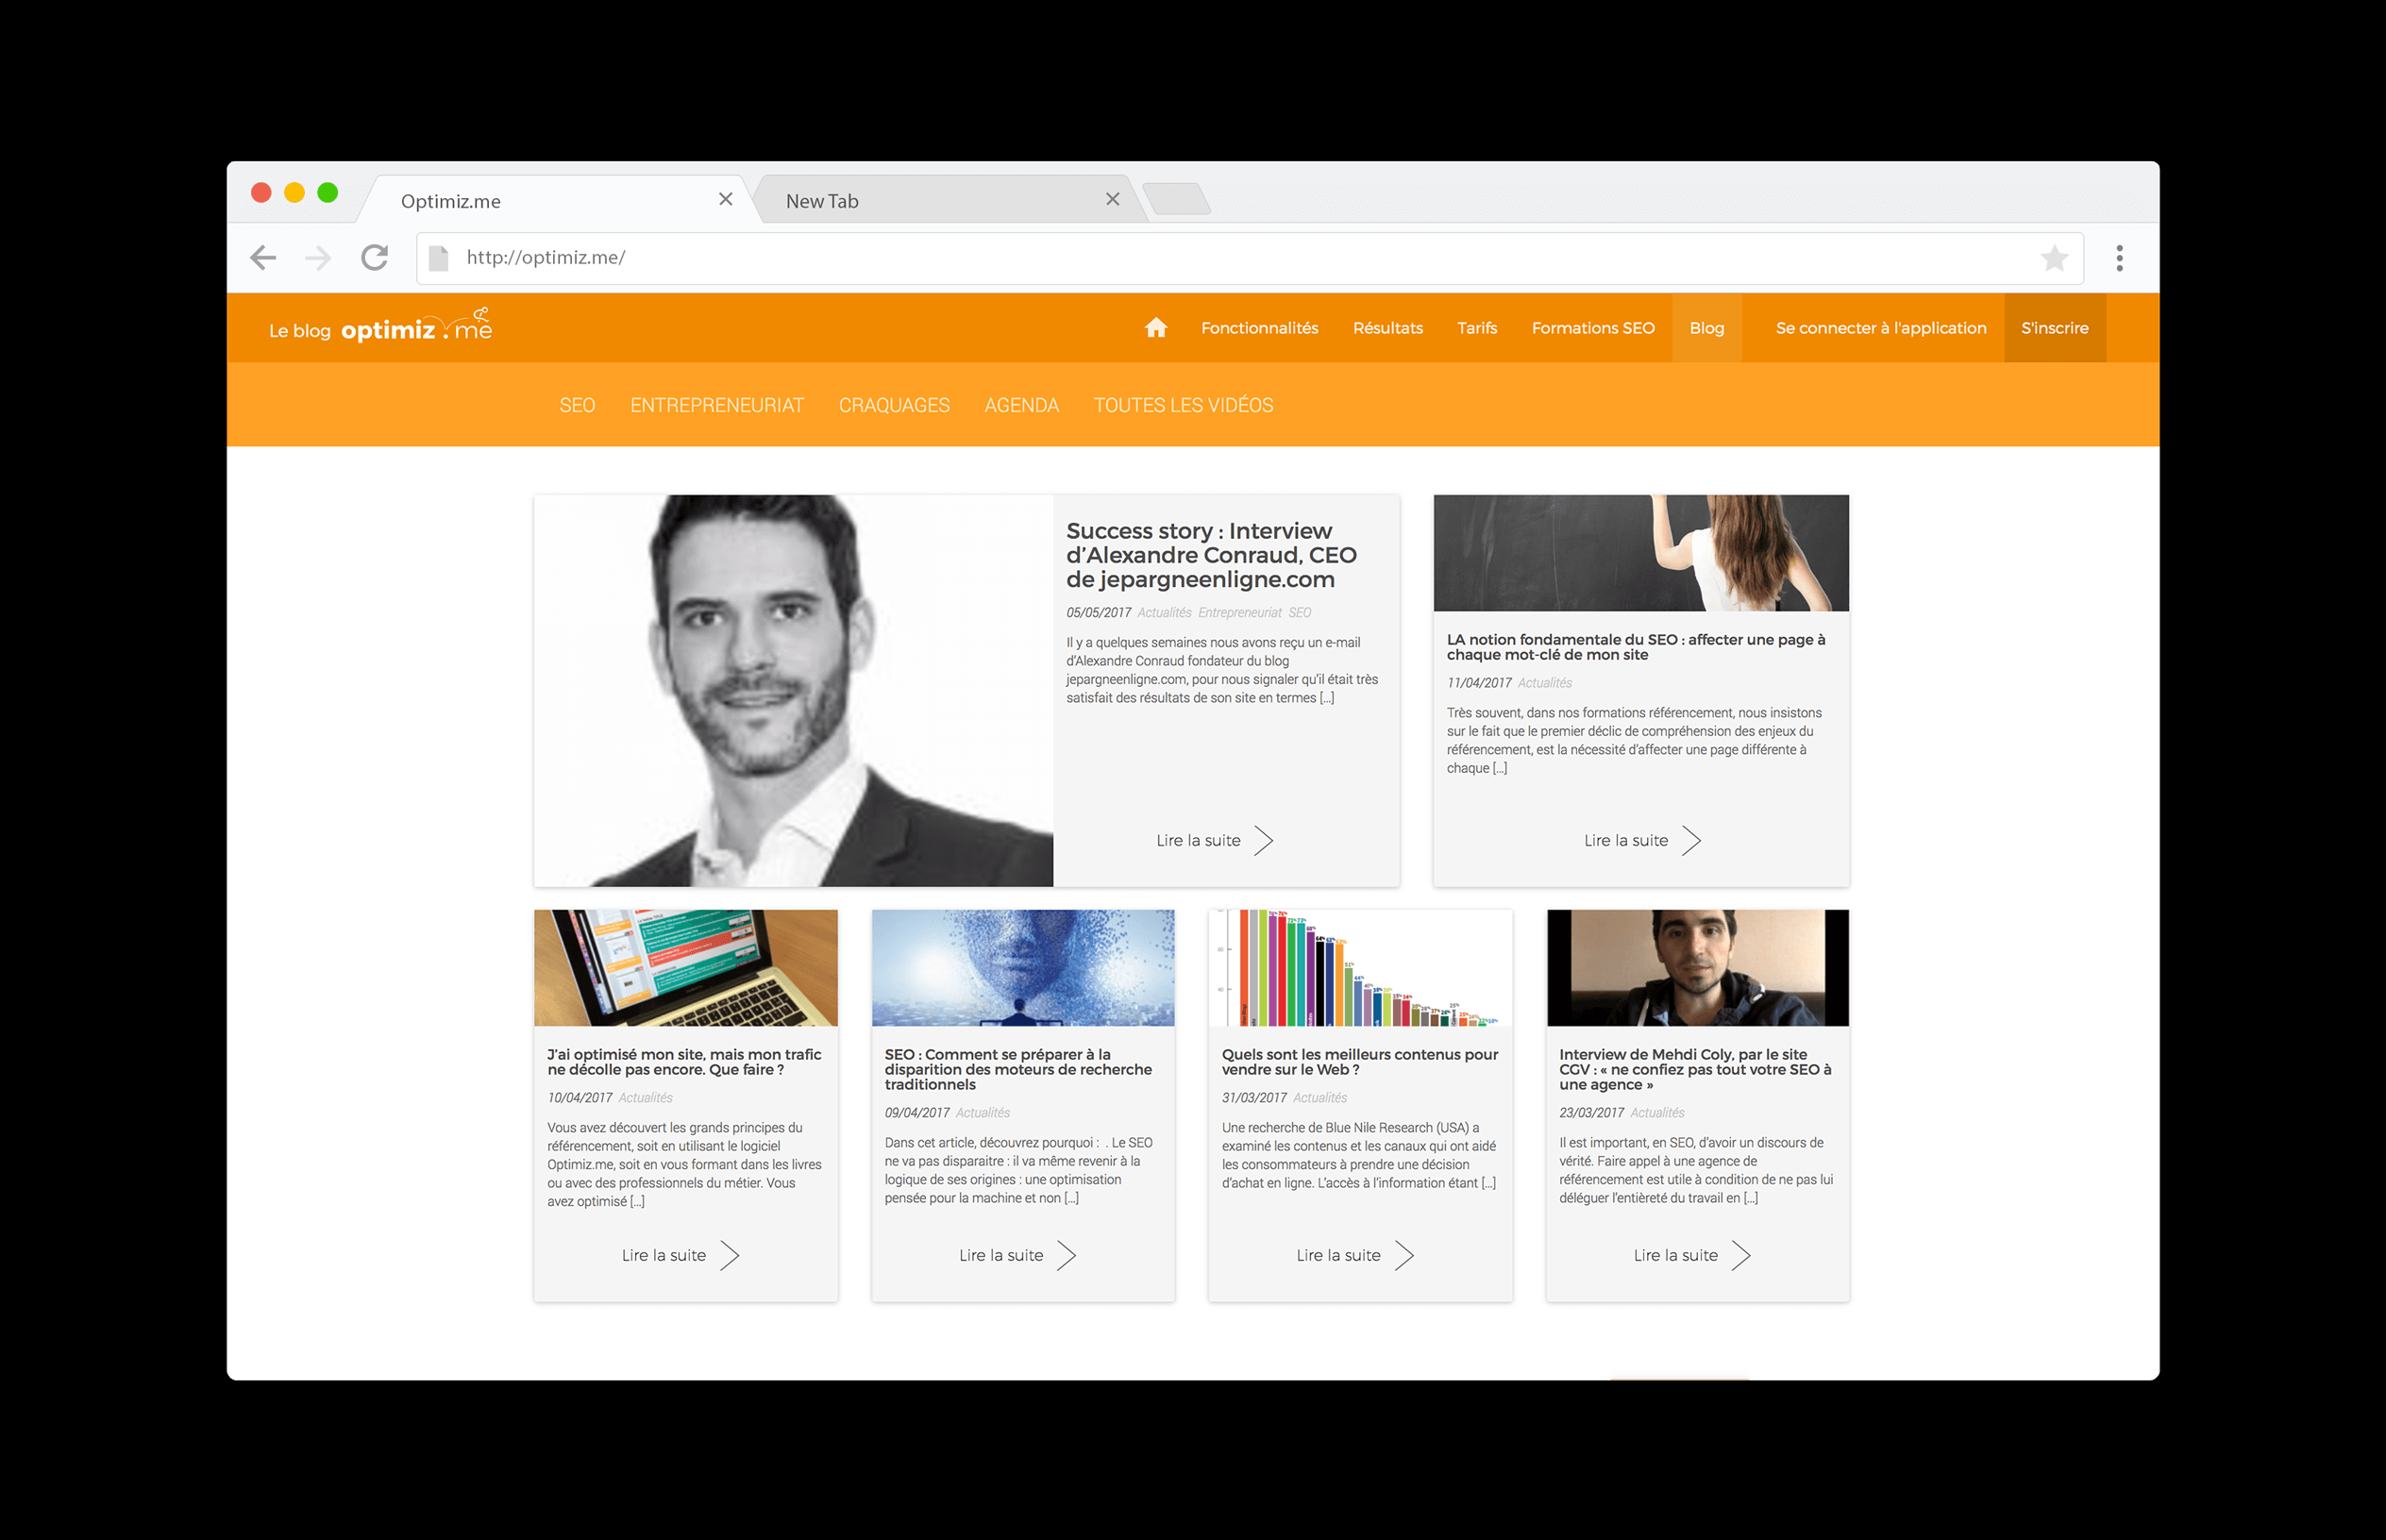 Optimiz.me
New Tab
http://optimiz.me/
Le blog optimiz.me
Fonctionnalités Résultats Tarifs Formations SEO Blog Se connecter à l'application S'inscrire
SEO ENTREPRENEURIAT CRAQUAGES AGENDA TOUTES LES VIDÉOS
Success story : Interview
d’Alexandre Conraud, CEO
de jepargneenligne.com
05/05/2017 Actualités Entrepreneuriat SEO
Il y a quelques semaines nous avons reçu un e-mail
d’Alexandre Conraud fondateur du blog
jepargneenligne.com, pour nous signaler qu’il était très
satisfait des résultats de son site en termes [...]
Lire la suite
LA notion fondamentale du SEO : affecter une page à
chaque mot-clé de mon site
11/04/2017 Actualités
Très souvent, dans nos formations référencement, nous insistons
sur le fait que le premier déclic de compréhension des enjeux du
référencement, est la nécessité d’affecter une page différente à
chaque [...]
Lire la suite
J’ai optimisé mon site, mais mon trafic
ne décolle pas encore. Que faire ?
10/04/2017 Actualités
Vous avez découvert les grands principes du
référencement, soit en utilisant le logiciel
Optimiz.me, soit en vous formant dans les livres
ou avec des professionnels du métier. Vous
avez optimisé [...]
Lire la suite
SEO : Comment se préparer à la
disparition des moteurs de recherche
traditionnels
09/04/2017 Actualités
Dans cet article, découvrez pourquoi : . Le SEO
ne va pas disparaitre : il va même revenir à la
logique de ses origines : une optimisation
pensée pour la machine et non [...]
Lire la suite
Quels sont les meilleurs contenus pour
vendre sur le Web ?
31/03/2017 Actualités
Une recherche de Blue Nile Research (USA) a
examiné les contenus et les canaux qui ont aidé
les consommateurs à prendre une décision
d’achat en ligne. L’accès à l’information étant [...]
Lire la suite
Interview de Mehdi Coly, par le site
CGV : « ne confiez pas tout votre SEO à
une agence »
23/03/2017 Actualités
Il est important, en SEO, d’avoir un discours de
vérité. Faire appel à une agence de
référencement est utile à condition de ne pas lui
déléguer l’entièreté du travail en [...]
Lire la suite